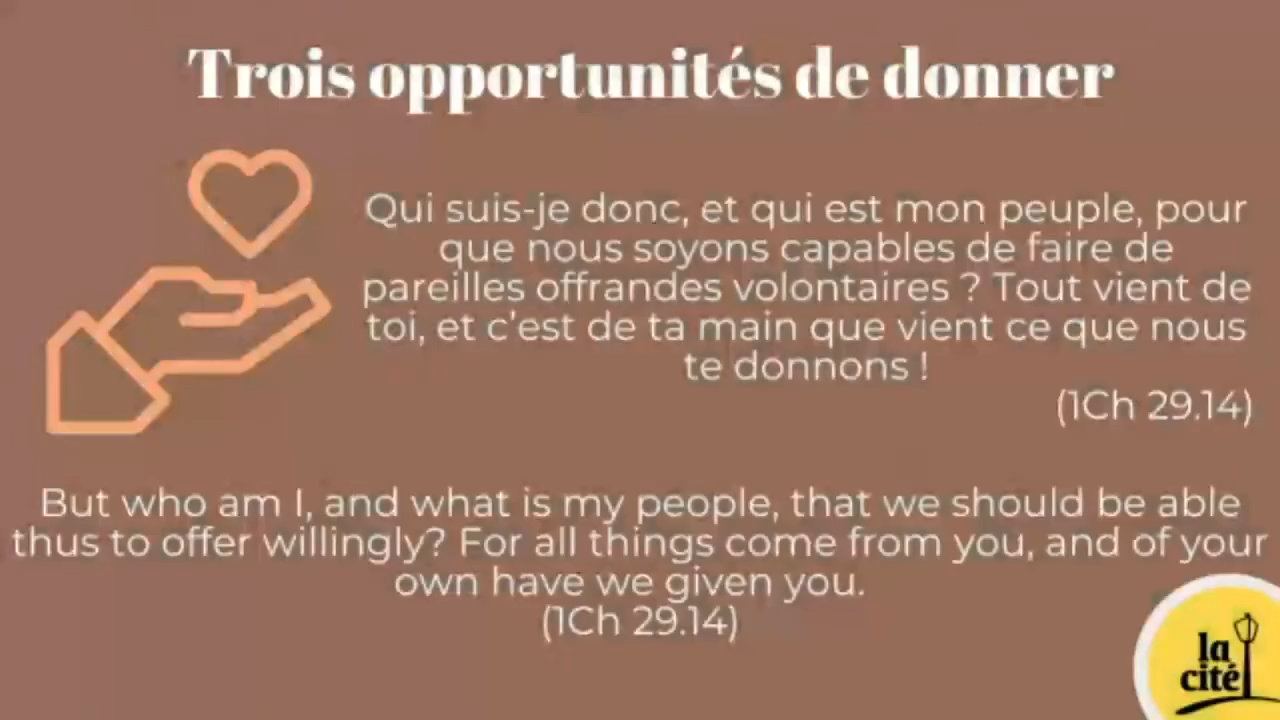 Trois opportunités de donner
Qui suis-je donc, et qui est mon peuple, pour
que nous soyons capables de faire de
pareilles offrandes volontaires ? Tout vient de
toi, et c'est de ta main que vient ce que nous
te donnons !
(1Ch 29.14)
But who am I, and what is my people, that we should be able
thus to offer willingly? For all things come from you, and of your
own have we given you.
(1Ch 29.14)
la
cité